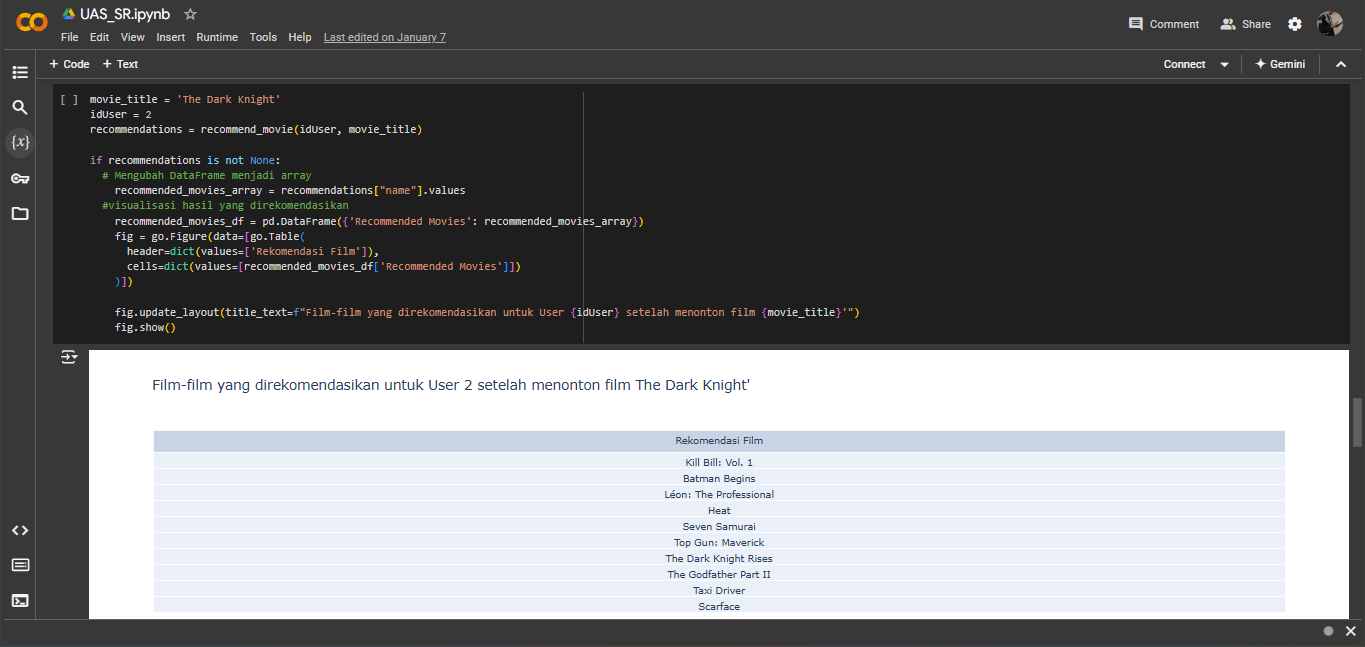 UAS_SR.ipynb
Comment
Share
File Edit View Insert Runtime Tools Help Last edited on January 7
+ Code + Text
Connect
Gemini
[ ] movie_title = 'The Dark Knight'
idUser = 2
recommendations = recommend_movie(idUser, movie_title)
if recommendations is not None:
# Mengubah DataFrame menjadi array
recommended_movies_array = recommendations["name"].values
#visualisasi hasil yang direkomendasikan
recommended_movies_df = pd.DataFrame({'Recommended Movies': recommended_movies_array})
fig = go.Figure(data=[go.Table(
header=dict(values=['Rekomendasi Film']),
cells=dict(values=[recommended_movies_df['Recommended Movies']])
)])
fig.update_layout(title_text=f"Film-film yang direkomendasikan untuk User {idUser} setelah menonton film {movie_title}'")
fig.show()
{x}
Film-film yang direkomendasikan untuk User 2 setelah menonton film The Dark Knight'
Rekomendasi Film
Kill Bill: Vol. 1
Batman Begins
Léon: The Professional
Heat
Seven Samurai
Top Gun: Maverick
The Dark Knight Rises
The Godfather Part II
Taxi Driver
Scarface